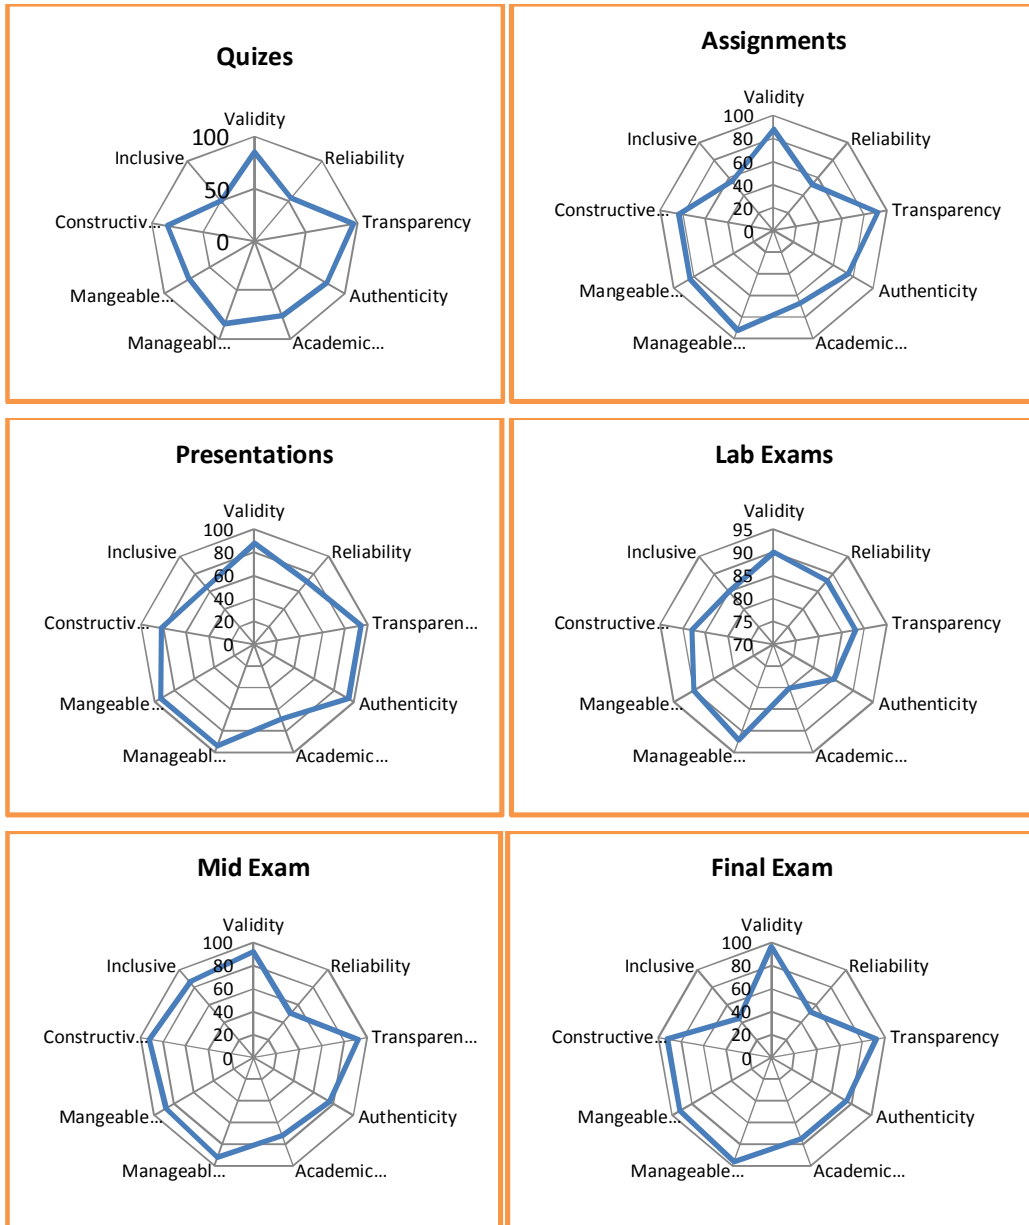 Quizes
Validity
100
Inclusive
Reliability
50
Constructiv...
Transparency
0
Mangeable...
Authenticity
Manageabl...
Academic...
Assignments
Validity
100
Inclusive
80
Reliability
60
40
Constructive...
20
Transparency
0
Mangeable...
Authenticity
Manageable...
Academic...
Presentations
Validity
100
Inclusive
80
Reliability
60
40
Constructiv...
20
Transparen...
0
Mangeable...
Authenticity
Manageabl...
Academic...
Lab Exams
Validity
95
Inclusive
90
Reliability
85
80
Constructive...
75
Transparency
70
Mangeable...
Authenticity
Manageable...
Academic...
Mid Exam
Validity
100
Inclusive
80
Reliability
60
40
Constructiv...
20
Transparen...
0
Mangeable...
Authenticity
Manageabl...
Academic...
Final Exam
Validity
100
Inclusive
80
Reliability
60
40
Constructive...
20
Transparency
0
Mangeable...
Authenticity
Manageable...
Academic...